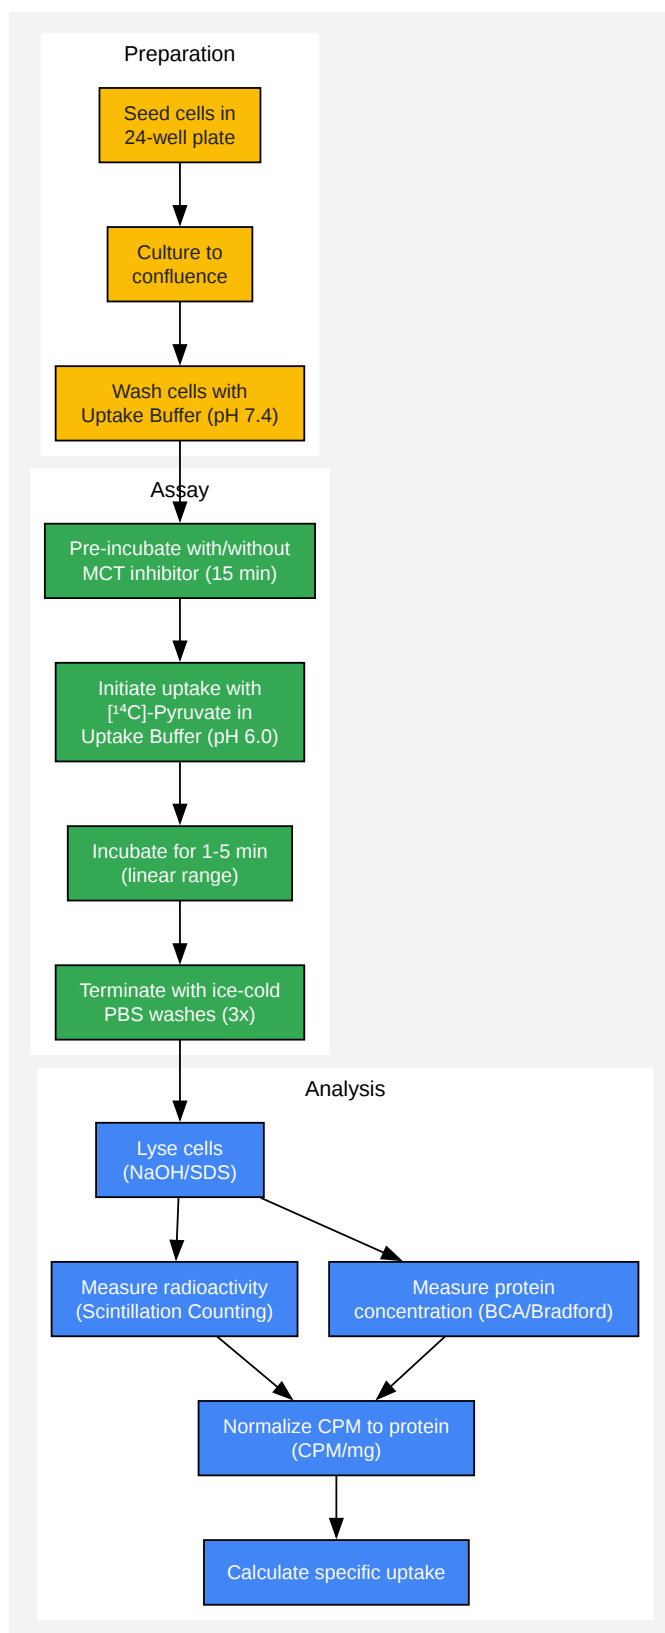 Preparation
Seed cells in
24-well plate
Culture to
confluence
Wash cells with
Uptake Buffer (pH 7.4)
Assay
Pre-incubate with/without
MCT inhibitor (15 min)
Initiate uptake with
[¹⁴C]-Pyruvate in
Uptake Buffer (pH 6.0)
Incubate for 1-5 min
(linear range)
Terminate with ice-cold
PBS washes (3x)
Analysis
Lyse cells
(NaOH/SDS)
Measure radioactivity
(Scintillation Counting)
Measure protein
concentration (BCA/Bradford)
Normalize CPM to protein
(CPM/mg)
Calculate specific uptake